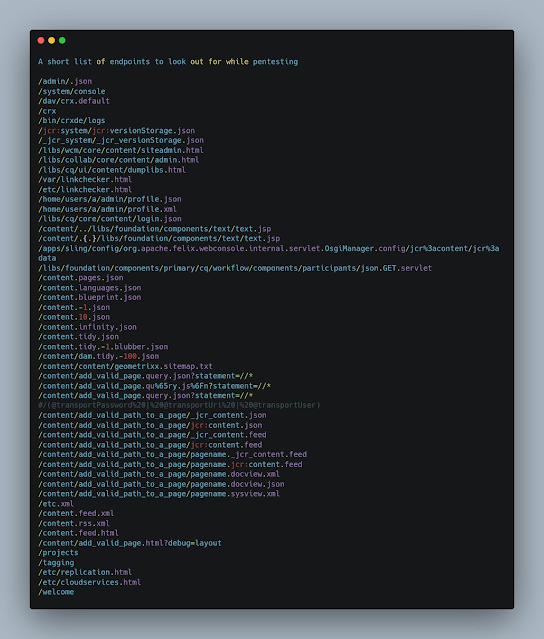 A short list of endpoints to look out for while pentesting
/admin/.json
/system/console
/dav/crx.default
/crx
/bin/crxde/logs
/jcr:system/jcr:versionStorage.json
/_jcr_system/_jcr_versionStorage.json
/libs/wcm/core/content/siteadmin.html
/libs/collab/core/content/admin.html
/libs/cq/ui/content/dumplibs.html
/var/linkchecker.html
/etc/linkchecker.html
/home/users/a/admin/profile.json
/home/users/a/admin/profile.xml
/libs/cq/core/content/login.json
/content/../libs/foundation/components/text/text.jsp
/content/.{.}/libs/foundation/components/text/text.jsp
/apps/sling/config/org.apache.felix.webconsole.internal.servlet.OsgiManager.config/jcr%3acontent/jcr%3a
data
/libs/foundation/components/primary/cq/workflow/components/participants/json.GET.servlet
/content.pages.json
/content.languages.json
/content.blueprint.json
/content.-1.json
/content.10.json
/content.infinity.json
/content.tidy.json
/content.tidy.-1.blubber.json
/content/dam.tidy.-100.json
/content/content/geometrixx.sitemap.txt
/content/add_valid_page.query.json?statement=//*
/content/add_valid_page.qu%65ry.js%6Fn?statement=//*
/content/add_valid_page.query.json?statement=//*
#/(@transportPassword%20|%20@transportUri%20|%20@transportUser)
/content/add_valid_path_to_a_page/_jcr_content.json
/content/add_valid_path_to_a_page/jcr:content.json
/content/add_valid_path_to_a_page/_jcr_content.feed
/content/add_valid_path_to_a_page/jcr:content.feed
/content/add_valid_path_to_a_page/pagename._jcr_content.feed
/content/add_valid_path_to_a_page/pagename.jcr:content.feed
/content/add_valid_path_to_a_page/pagename.docview.xml
/content/add_valid_path_to_a_page/pagename.docview.json
/content/add_valid_path_to_a_page/pagename.sysview.xml
/etc.xml
/content.feed.xml
/content.rss.xml
/content.feed.html
/content/add_valid_page.html?debug=layout
/projects
/tagging
/etc/replication.html
/etc/cloudservices.html
/welcome